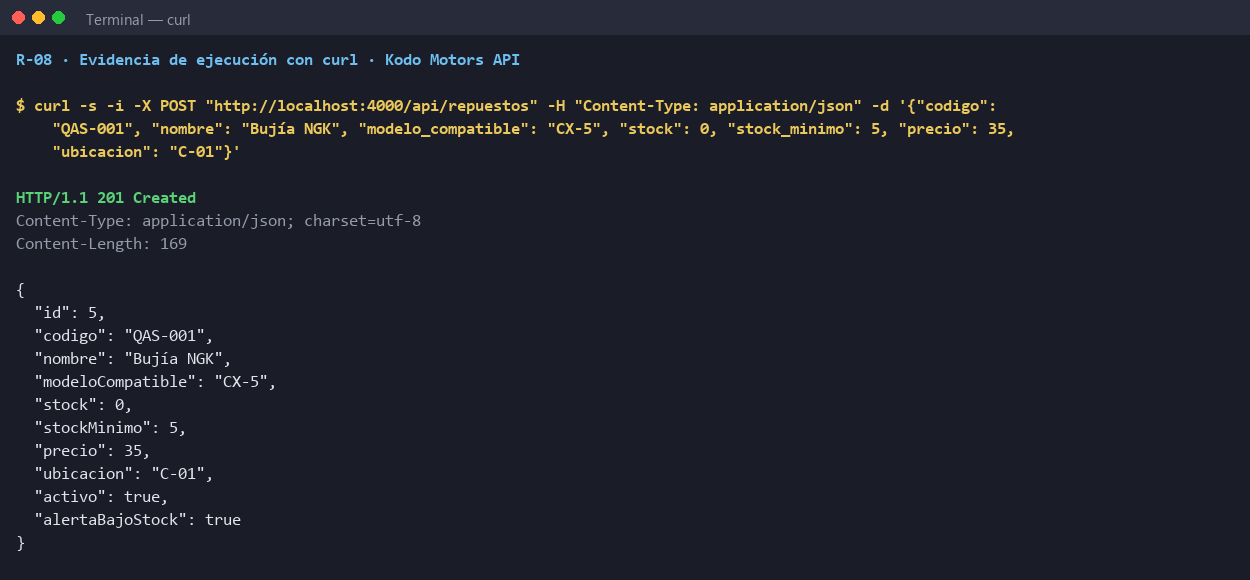 Terminal — curl
R-08 · Evidencia de ejecución con curl · Kodo Motors API
$ curl -s -i -X POST "http://localhost:4000/api/repuestos" -H "Content-Type: application/json" -d '{"codigo":
"QAS-001", "nombre": "Bujía NGK", "modelo_compatible": "CX-5", "stock": 0, "stock_minimo": 5, "precio": 35,
"ubicacion": "C-01"}'
HTTP/1.1 201 Created
Content-Type: application/json; charset=utf-8
Content-Length: 169
{
"id": 5,
"codigo": "QAS-001",
"nombre": "Bujía NGK",
"modeloCompatible": "CX-5",
"stock": 0,
"stockMinimo": 5,
"precio": 35,
"ubicacion": "C-01",
"activo": true,
"alertaBajoStock": true
}